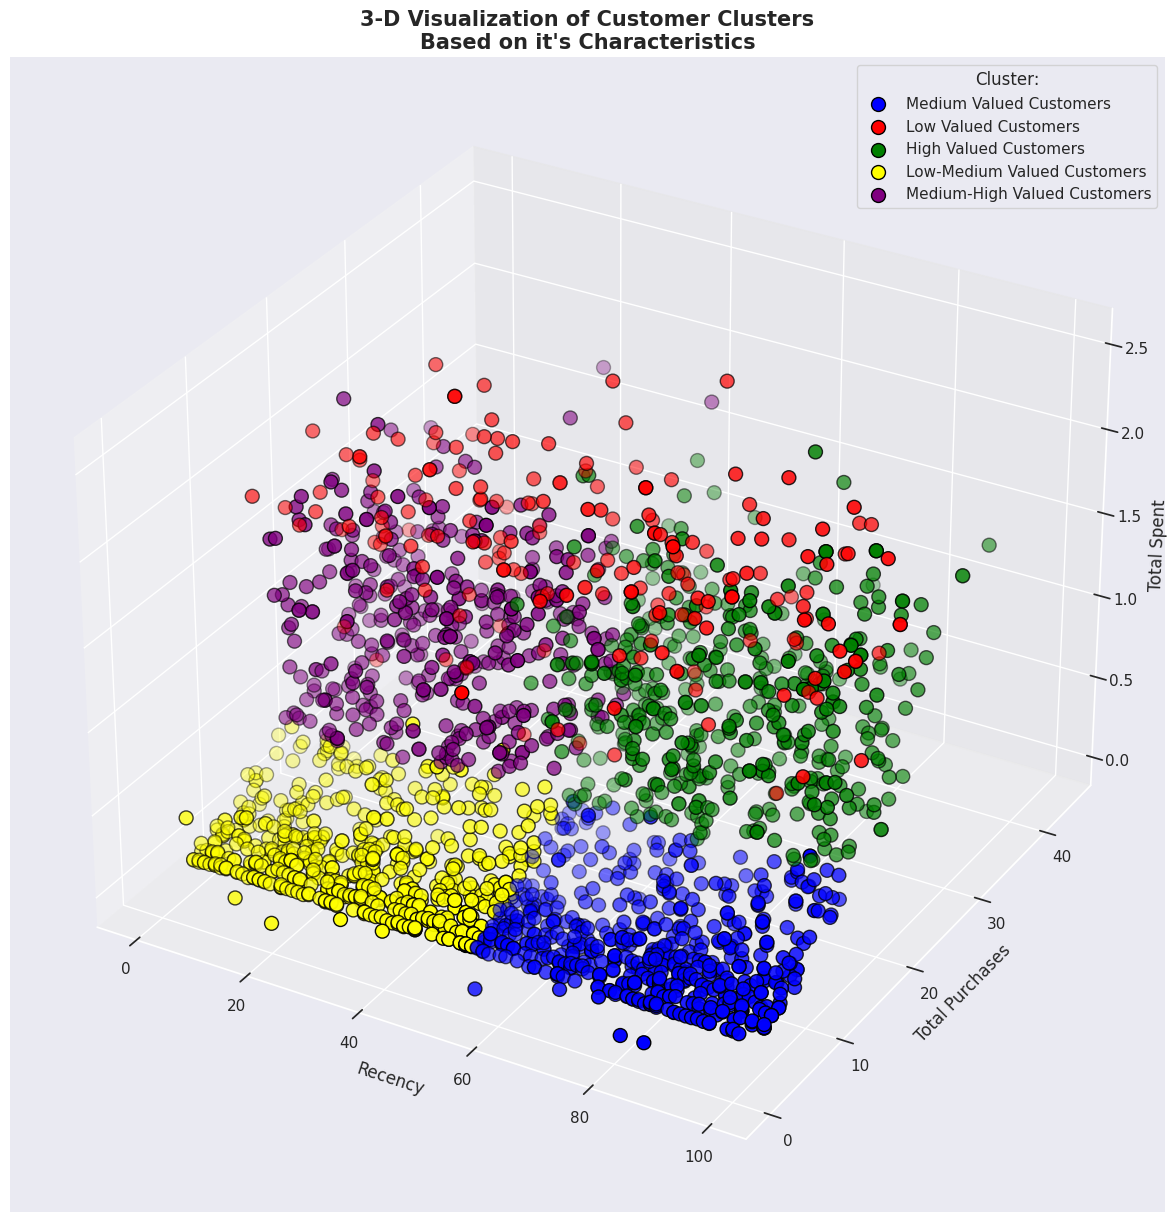 3-D Visualization of Customer Clusters
Based on it's Characteristics
Cluster:
Medium Valued Customers
Low Valued Customers
High Valued Customers
Low-Medium Valued Customers
Medium-High Valued Customers
2.5
2.0
1.5
1.0
0.5
0.0
Total Spent
40
30
20
10
0
Total Purchases
0
20
40
60
80
100
Recency